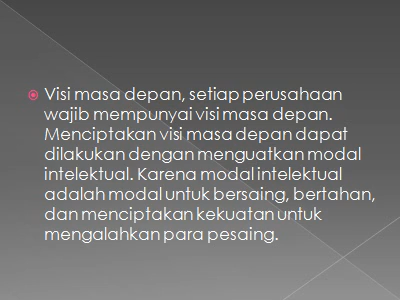 Visi masa depan, setiap perusahaan
wajib mempunyai visi masa depan.
Menciptakan visi masa depan dapat
dilakukan dengan menguatkan modal
intelektual. Karena modal intelektual
adalah modal untuk bersaing, bertahan,
dan menciptakan kekuatan untuk
mengalahkan para pesaing.